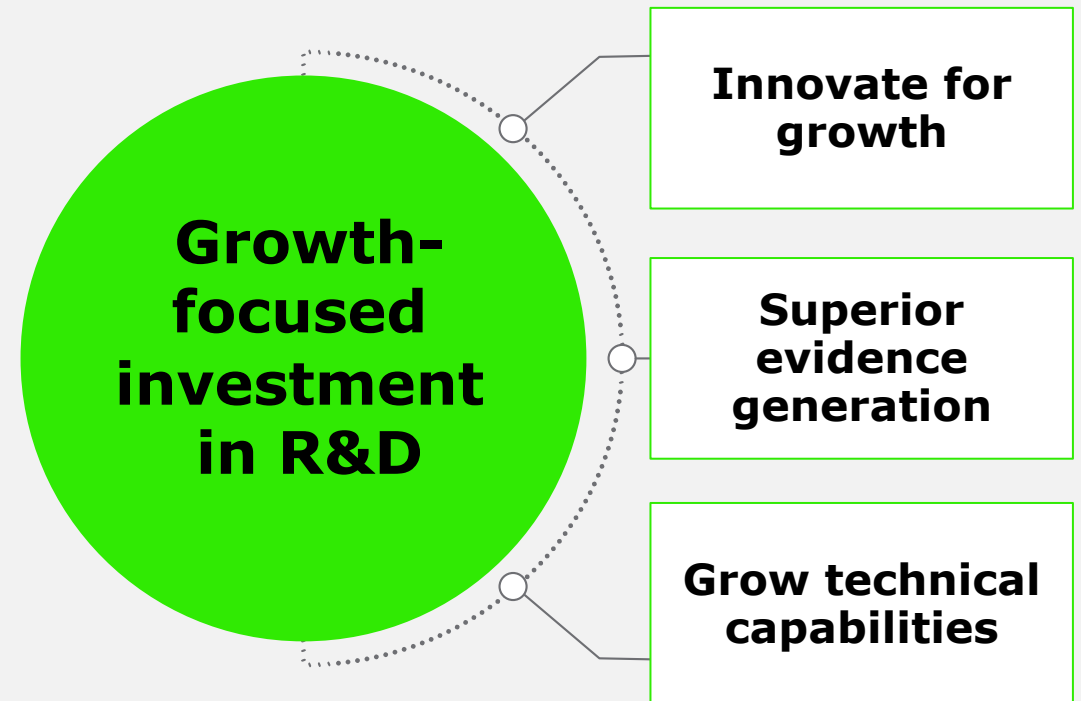 Growth-
focused
investment
in R&D
Innovate for
growth
Superior
evidence
generation
Grow technical
capabilities